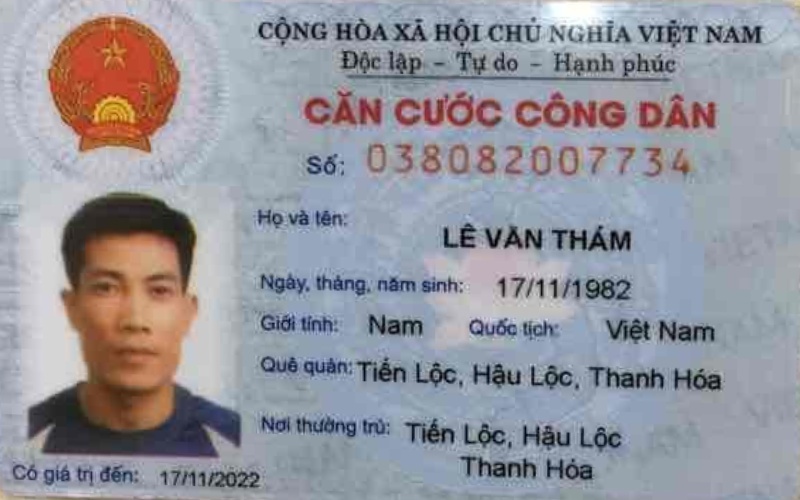 CỘNG HÒA XÃ HỘI CHỦ NGHĨA VIỆT NAM
Độc lập - Tự do - Hạnh phúc
CĂN CƯỚC CÔNG DÂN
Số: 038082007734
Họ và tên:
LÊ VĂN THÁM
Ngày, tháng, năm sinh: 17/11/1982
Giới tính: Nam Quốc tịch: Việt Nam
Quê quán: Tiến Lộc, Hậu Lộc, Thanh Hóa
Nơi thường trú: Tiến Lộc, Hậu Lộc
Thanh Hóa
Có giá trị đến: 17/11/2022